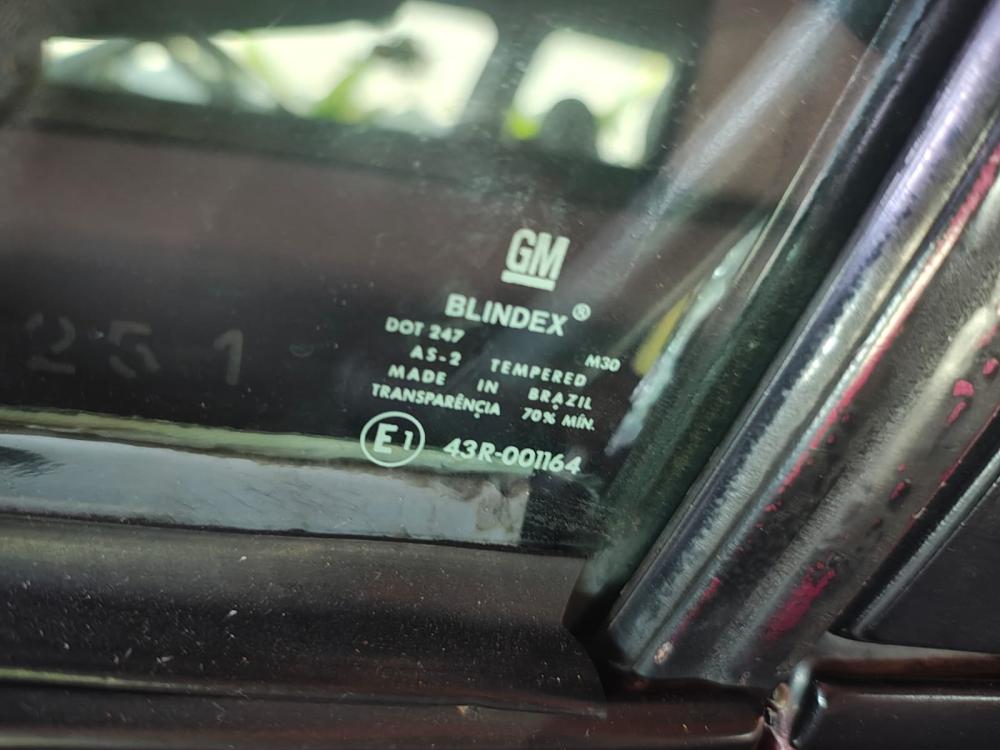 GM
BLINDEX®
DOT 247 M30
AS-2 TEMPERED
MADE IN BRAZIL
TRANSPARÊNCIA 70% MÍN.
E1 43R-001164
251